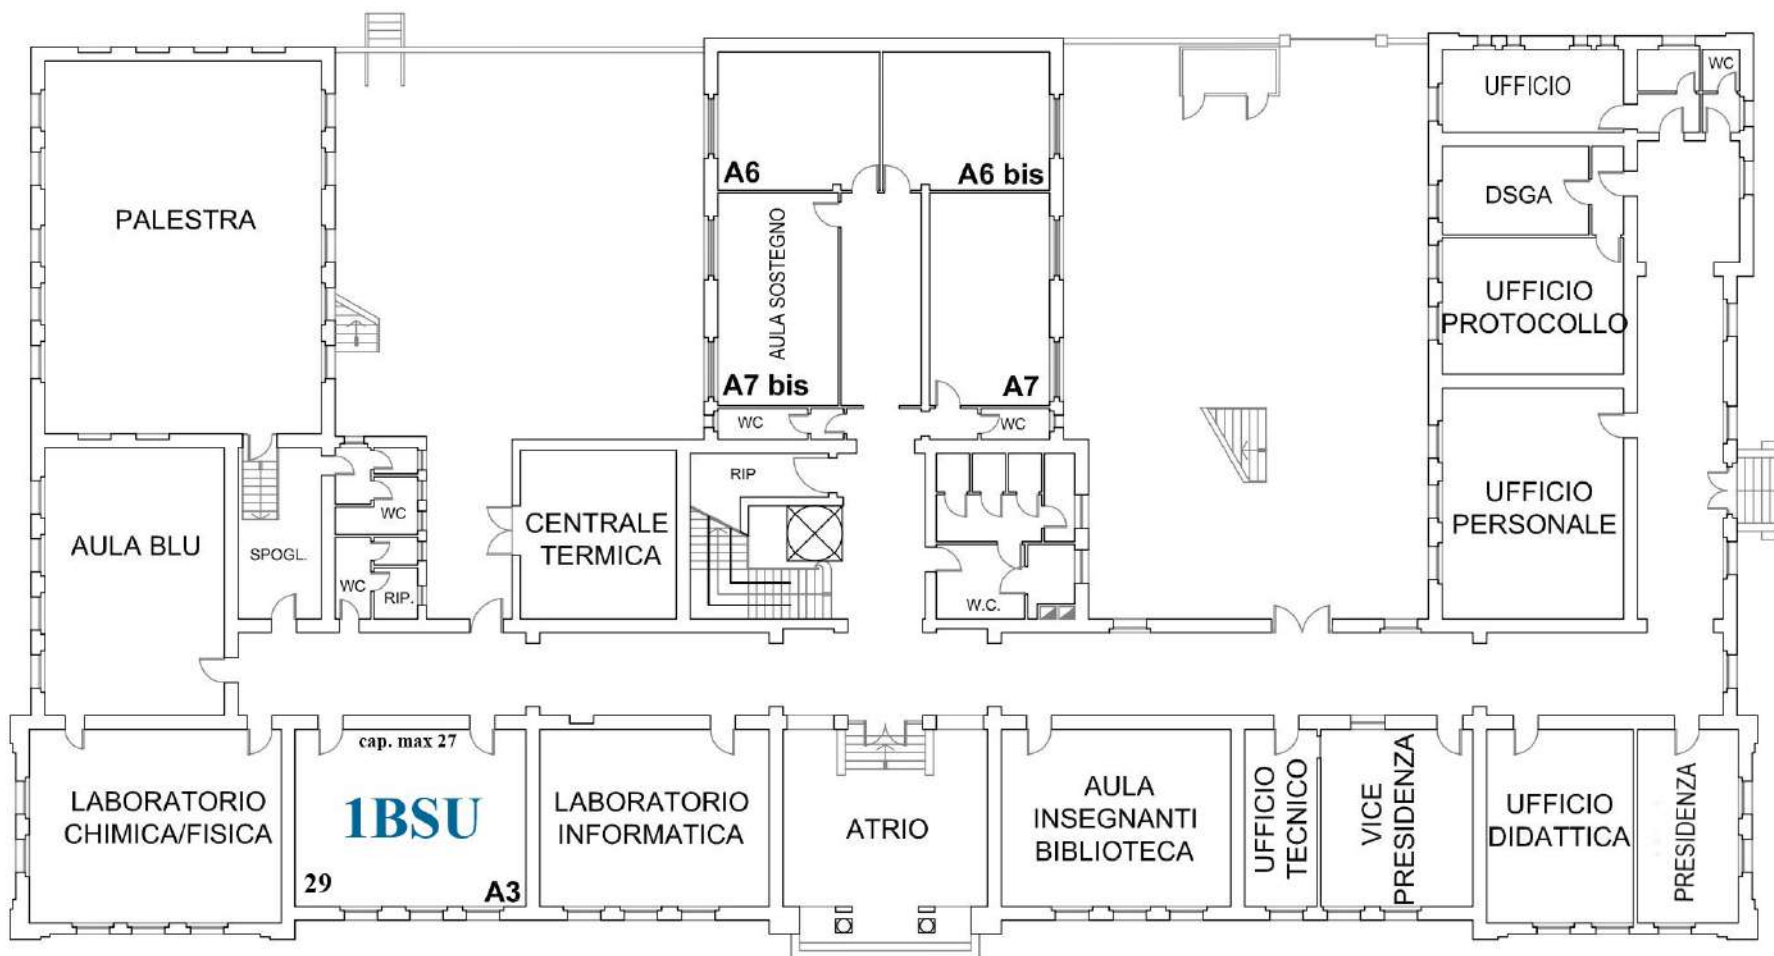 UFFICIO
WC
A6
A6 bis
PALESTRA
DSGA
AULA SOSTEGNO
UFFICIO
PROTOCOLLO
A7 bis
A7
WC
WC
RIP
UFFICIO
PERSONALE
AULA BLU
SPOGL.
WC
CENTRALE
TERMICA
WC
RIP.
W.C.
cap. max 27
LABORATORIO
CHIMICA/FISICA
1BSU
29
A3
LABORATORIO
INFORMATICA
ATRIO
AULA
INSEGNANTI
BIBLIOTECA
UFFICIO
TECNICO
VICE
PRESIDENZA
UFFICIO
DIDATTICA
PRESIDENZA